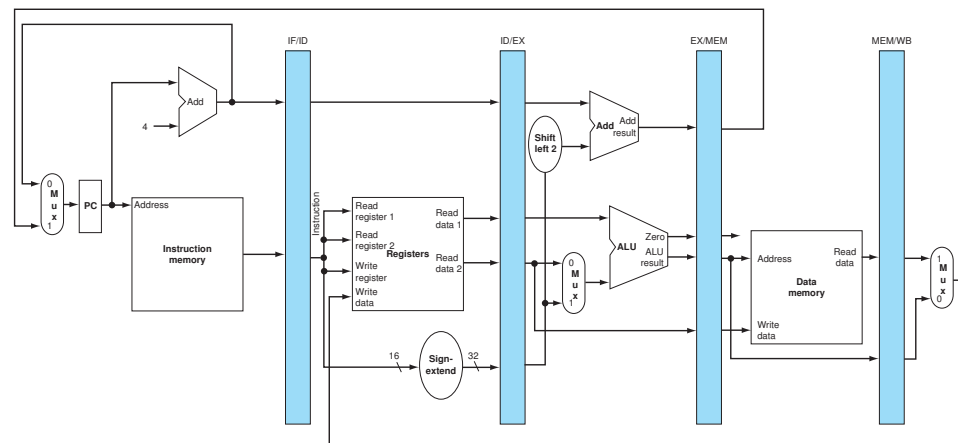 IF/ID
ID/EX
EX/MEM
MEM/WB
Add
4
Shift
left 2
Add
Add
result
0
M
u
x
1
PC
Address
Instruction
memory
Instruction
Read
register 1
Read
register 2
Registers
Write
register
Write
data
Read
data 1
Read
data 2
16
Sign-
extend
32
0
M
u
x
1
ALU
Zero
ALU
result
Address
Read
data
Data
memory
Write
data
1
M
u
x
0